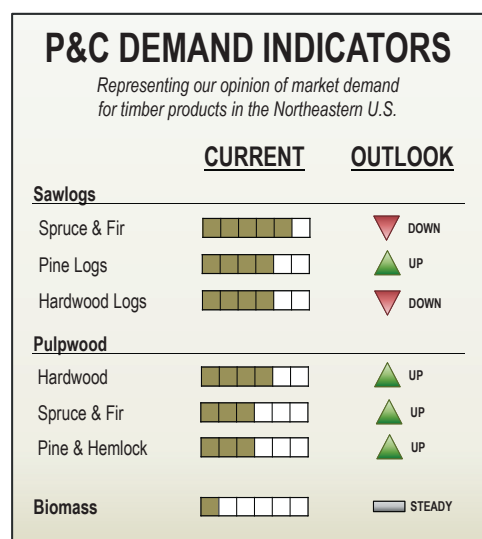 P&C DEMAND INDICATORS
Representing our opinion of market demand
for timber products in the Northeastern U.S.
CURRENT OUTLOOK
Sawlogs
Spruce & Fir DOWN
Pine Logs UP
Hardwood Logs DOWN
Pulpwood
Hardwood UP
Spruce & Fir UP
Pine & Hemlock UP
Biomass STEADY